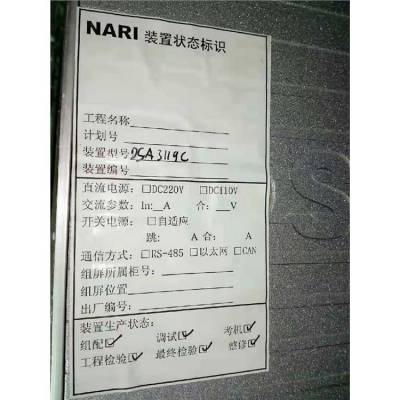 NARI 装置状态标识
工程名称
计划号
装置型号 DSA3119C
装置编号
直流电源: □DC220V □DC110V
交流参数: In:__A 合:__V
开关电源: □自适应
跳: A 合: A
通信方式: □RS-485 □以太网 □CAN
组屏所属柜号:
组屏位置
出厂编号:
装置生产状态:
组配☑ 调试☑ 考机☑
工程检验☑ 最终检验☑ 整修☑